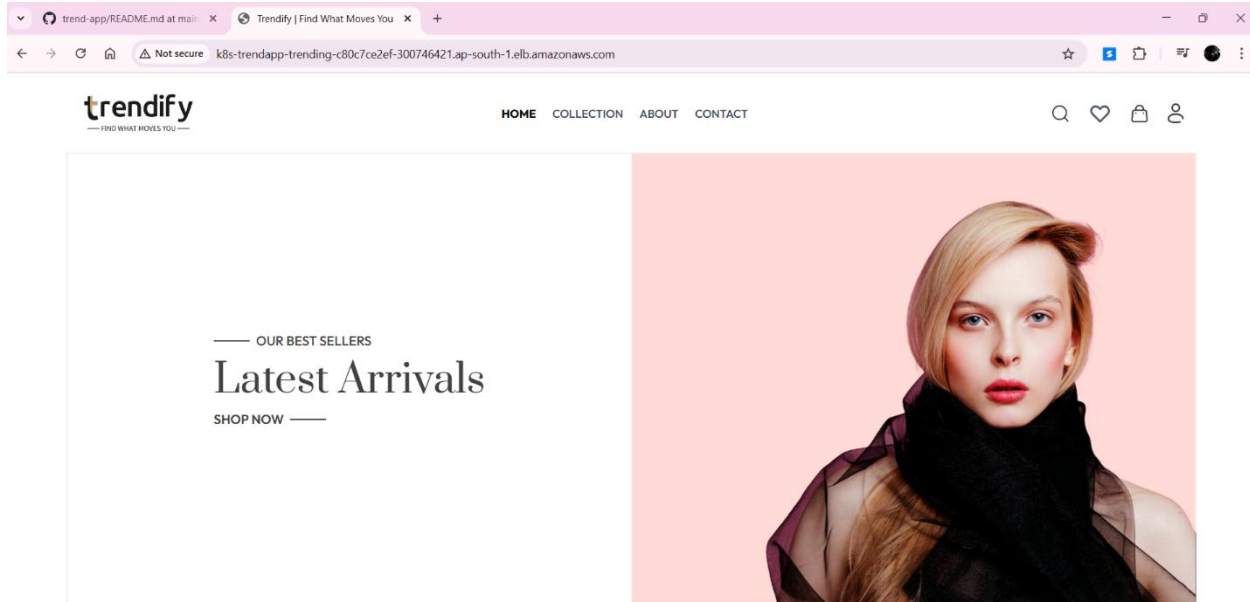 trend-app/README.md at main
Trendify | Find What Moves You
Not secure
k8s-trendapp-trending-c80c7ce2ef-300746421.ap-south-1.elb.amazonaws.com
trendify
FIND WHAT MOVES YOU
HOME COLLECTION ABOUT CONTACT
OUR BEST SELLERS
Latest Arrivals
SHOP NOW